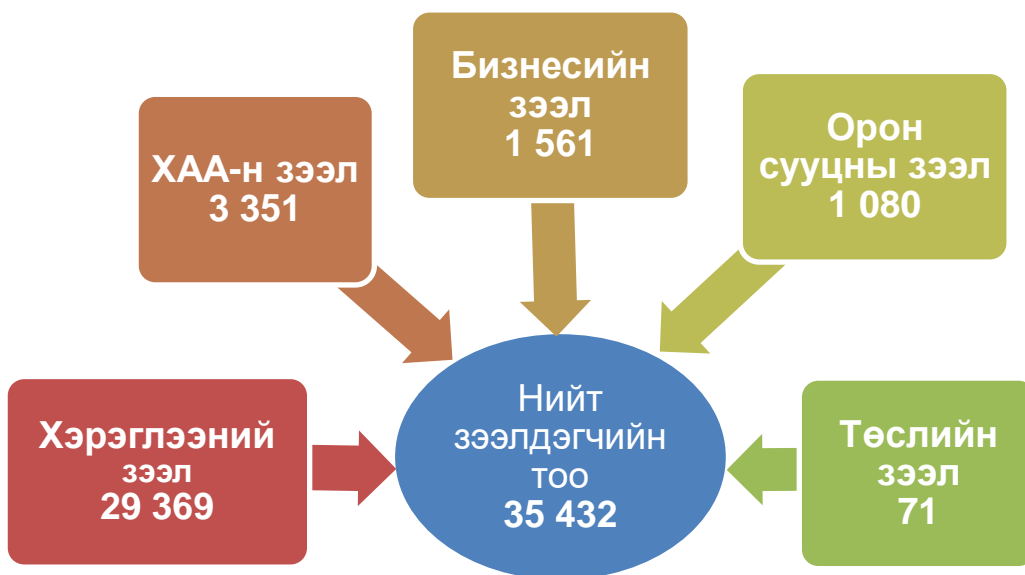 Бизнесийн
зээл
1 561
ХАА-н зээл
3 351
Орон
сууцны зээл
1 080
Хэрэглээний
зээл
29 369
Нийт
зээлдэгчийн
тоо
35 432
Төслийн
зээл
71